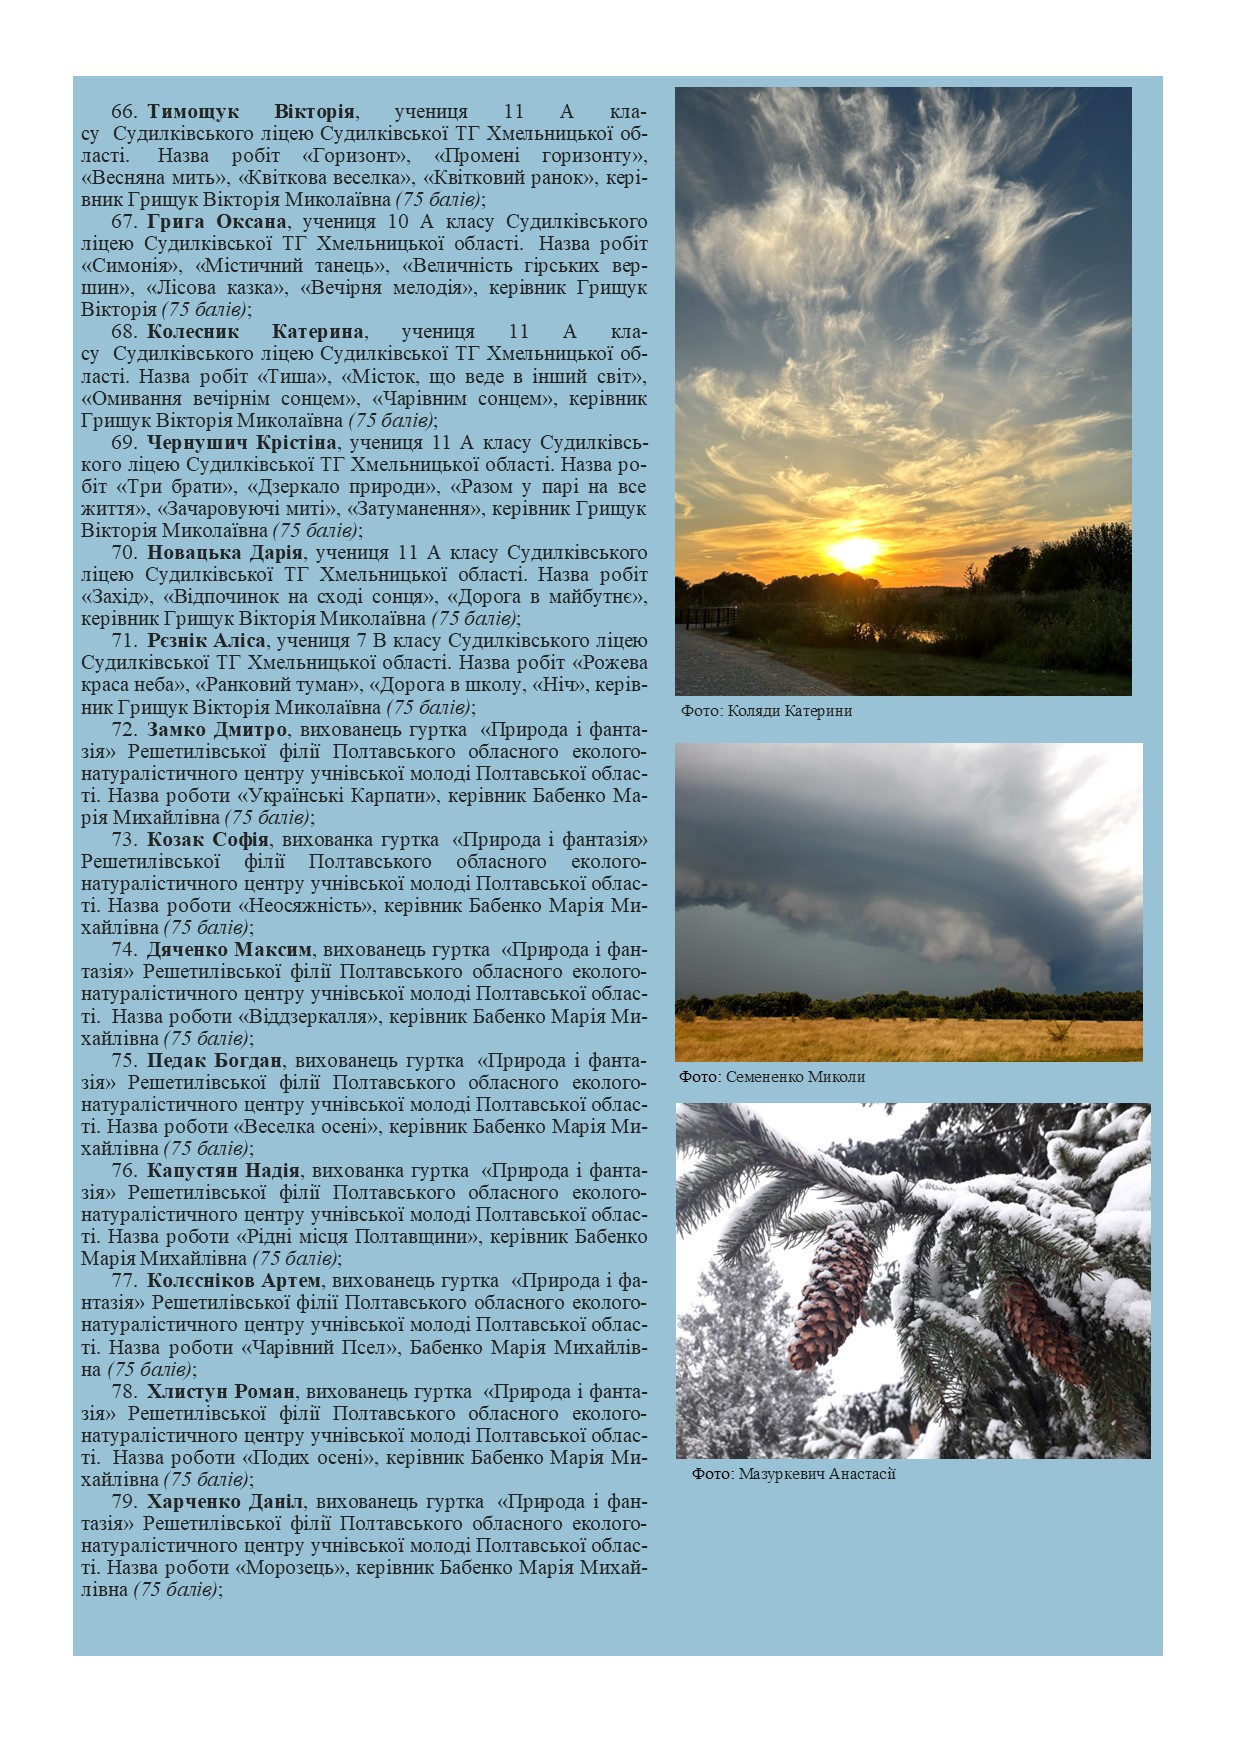 66. Тимощук Вікторія, учениця 11 А кла-
су Судилківського ліцею Судилківської ТГ Хмельницької об-
ласті. Назва робіт «Горизонт», «Промені горизонту»,
«Весняна мить», «Квіткова веселка», «Квітковий ранок», кері-
вник Грищук Вікторія Миколаївна (75 балів);
67. Грига Оксана, учениця 10 А класу Судилківського
ліцею Судилківської ТГ Хмельницької області. Назва робіт
«Симонія», «Містичний танець», «Величність гірських вер-
шин», «Лісова казка», «Вечірня мелодія», керівник Грищук
Вікторія (75 балів);
68. Колесник Катерина, учениця 11 А кла-
су Судилківського ліцею Судилківської ТГ Хмельницької об-
ласті. Назва робіт «Тиша», «Місток, що веде в інший світ»,
«Омивання вечірнім сонцем», «Чарівним сонцем», керівник
Грищук Вікторія Миколаївна (75 балів);
69. Чернушич Крістіна, учениця 11 А класу Судилківсь-
кого ліцею Судилківської ТГ Хмельницької області. Назва ро-
біт «Три брати», «Дзеркало природи», «Разом у парі на все
життя», «Зачаровуючі миті», «Затуманення», керівник Грищук
Вікторія Миколаївна (75 балів);
70. Новацька Дарія, учениця 11 А класу Судилківського
ліцею Судилківської ТГ Хмельницької області. Назва робіт
«Захід», «Відпочинок на сході сонця», «Дорога в майбутнє»,
керівник Грищук Вікторія Миколаївна (75 балів);
71. Рєзнік Аліса, учениця 7 В класу Судилківського ліцею
Судилківської ТГ Хмельницької області. Назва робіт «Рожева
краса неба», «Ранковий туман», «Дорога в школу, «Ніч», керів-
ник Грищук Вікторія Миколаївна (75 балів);
72. Замко Дмитро, вихованець гуртка «Природа і фанта-
зія» Решетилівської філії Полтавського обласного еколого-
натуралістичного центру учнівської молоді Полтавської облас-
ті. Назва роботи «Українські Карпати», керівник Бабенко Ма-
рія Михайлівна (75 балів);
73. Козак Софія, вихованка гуртка «Природа і фантазія»
Решетилівської філії Полтавського обласного еколого-
натуралістичного центру учнівської молоді Полтавської облас-
ті. Назва роботи «Неосяжність», керівник Бабенко Марія Ми-
хайлівна (75 балів);
74. Дяченко Максим, вихованець гуртка «Природа і фан-
тазія» Решетилівської філії Полтавського обласного еколого-
натуралістичного центру учнівської молоді Полтавської облас-
ті. Назва роботи «Віддзеркалля», керівник Бабенко Марія Ми-
хайлівна (75 балів);
75. Педак Богдан, вихованець гуртка «Природа і фанта-
зія» Решетилівської філії Полтавського обласного еколого-
натуралістичного центру учнівської молоді Полтавської облас-
ті. Назва роботи «Веселка осені», керівник Бабенко Марія Ми-
хайлівна (75 балів);
76. Капустян Надія, вихованка гуртка «Природа і фанта-
зія» Решетилівської філії Полтавського обласного еколого-
натуралістичного центру учнівської молоді Полтавської облас-
ті. Назва роботи «Рідні місця Полтавщини», керівник Бабенко
Марія Михайлівна (75 балів);
77. Колєсніков Артем, вихованець гуртка «Природа і фа-
нтазія» Решетилівської філії Полтавського обласного еколого-
натуралістичного центру учнівської молоді Полтавської облас-
ті. Назва роботи «Чарівний Псел», Бабенко Марія Михайлів-
на (75 балів);
78. Хлистун Роман, вихованець гуртка «Природа і фанта-
зія» Решетилівської філії Полтавського обласного еколого-
натуралістичного центру учнівської молоді Полтавської облас-
ті. Назва роботи «Подих осені», керівник Бабенко Марія Ми-
хайлівна (75 балів);
79. Харченко Даніл, вихованець гуртка «Природа і фан-
тазія» Решетилівської філії Полтавського обласного еколого-
натуралістичного центру учнівської молоді Полтавської облас-
ті. Назва роботи «Морозець», керівник Бабенко Марія Михай-
лівна (75 балів);
Фото: Коляди Катерини
Фото: Семененко Миколи
Фото: Мазуркевич Анастасії